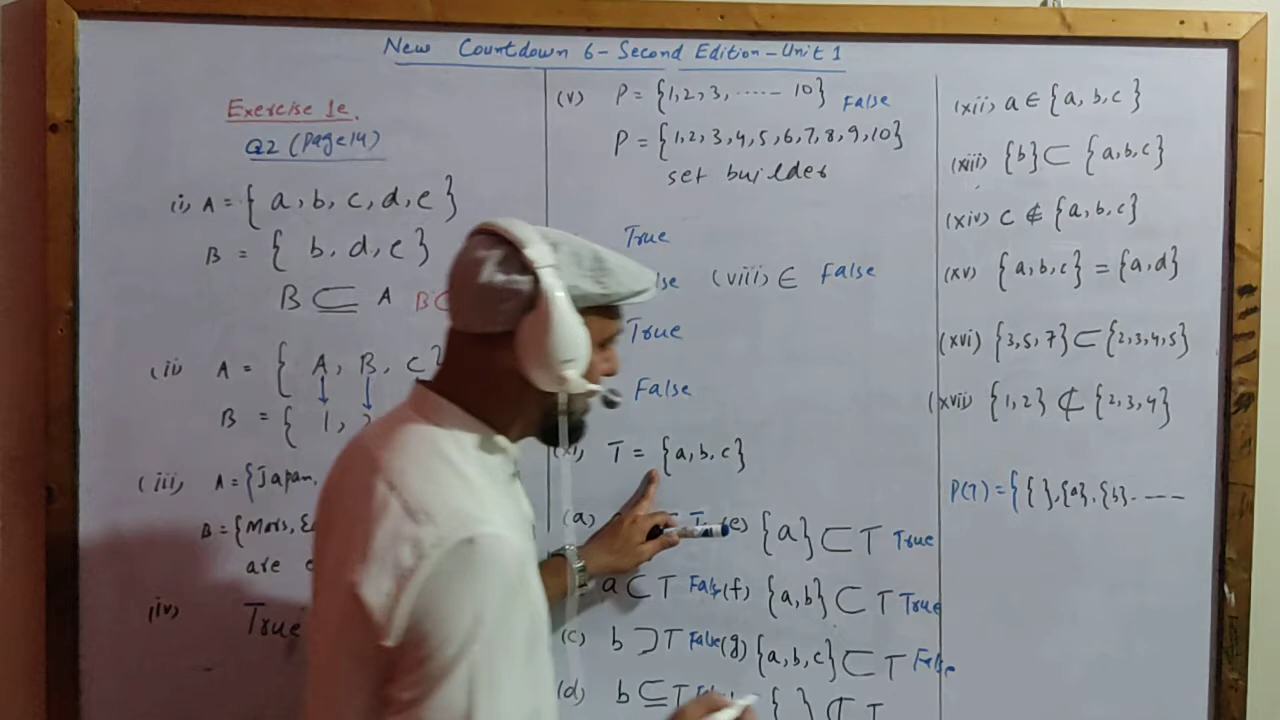 New Countdown 6 - Second Edition - Unit 1
Exercise 1e.
Q2 (Page 14)
(i) A = { a, b, c, d, e }
B = { b, d, e }
B ⊆ A B⊂
(ii) A = { A, B, C
B = { 1,
(iii) A = {Japan,
B = {Mars,
are
(iv) True
(v) P = {1, 2, 3, ...... 10} False
P = {1, 2, 3, 4, 5, 6, 7, 8, 9, 10}
set builder
True
(viii) ∈ False
True
False
(xi) T = {a, b, c}
(a)
a ⊂ T False
(c) b ⊃ T False
(d) b ⊆ T
(e) {a} ⊂ T True
(f) {a, b} ⊂ T True
(g) {a, b, c} ⊂ T False
{ } ⊄ T
(xii) a ∈ {a, b, c}
(xiii) {b} ⊂ {a, b, c}
(xiv) c ∉ {a, b, c}
(xv) {a, b, c} = {a, d}
(xvi) {3, 5, 7} ⊂ {2, 3, 4, 5}
(xvii) {1, 2} ⊄ {2, 3, 4}
P(T) = { { }, {a}, {b}, - - - -